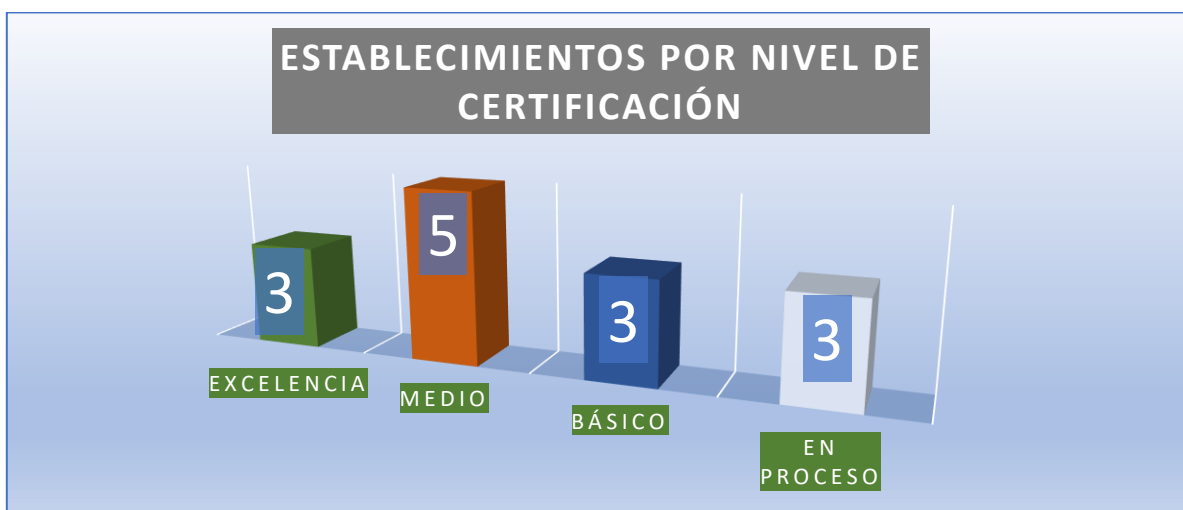 ESTABLECIMIENTOS POR NIVEL DE
CERTIFICACIÓN
3
5
3
3
EXCELENCIA
MEDIO
BÁSICO
EN
PROCESO